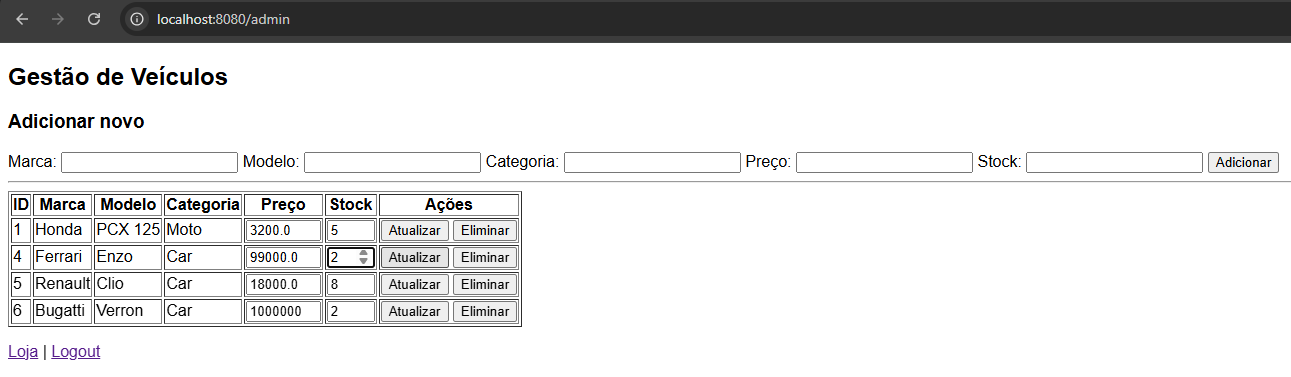 localhost:8080/admin
Gestão de Veículos
Adicionar novo
Marca: Modelo: Categoria: Preço: Stock: Adicionar
ID Marca Modelo Categoria Preço Stock Ações
1 Honda PCX 125 Moto 3200.0 5 Atualizar Eliminar
4 Ferrari Enzo Car 99000.0 2 Atualizar Eliminar
5 Renault Clio Car 18000.0 8 Atualizar Eliminar
6 Bugatti Verron Car 1000000 2 Atualizar Eliminar
Loja | Logout